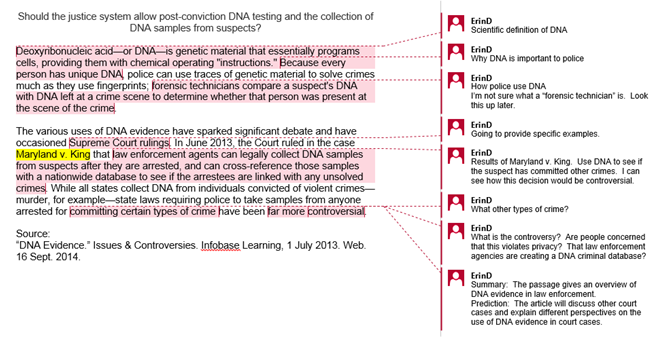 Should the justice system allow post-conviction DNA testing and the collection of
DNA samples from suspects?
Deoxyribonucleic acid—or DNA—is genetic material that essentially programs
cells, providing them with chemical operating "instructions." Because every
person has unique DNA, police can use traces of genetic material to solve crimes
much as they use fingerprints; forensic technicians compare a suspect's DNA
with DNA left at a crime scene to determine whether that person was present at
the scene of the crime.
The various uses of DNA evidence have sparked significant debate and have
occasioned Supreme Court rulings. In June 2013, the Court ruled in the case
Maryland v. King that law enforcement agents can legally collect DNA samples
from suspects after they are arrested, and can cross-reference those samples
with a nationwide database to see if the arrestees are linked with any unsolved
crimes. While all states collect DNA from individuals convicted of violent crimes—
murder, for example—state laws requiring police to take samples from anyone
arrested for committing certain types of crime have been far more controversial.
Source:
"DNA Evidence." Issues & Controversies. Infobase Learning, 1 July 2013. Web.
16 Sept. 2014.
ErinD
Scientific definition of DNA
ErinD
Why DNA is important to police
ErinD
How police use DNA
I'm not sure what a "forensic technician" is. Look
this up later.
ErinD
Going to provide specific examples.
ErinD
Results of Maryland v. King. Use DNA to see if
the suspect has committed other crimes. I can
see how this decision would be controversial.
ErinD
What other types of crime?
ErinD
What is the controversy? Are people concerned
that this violates privacy? That law enforcement
agencies are creating a DNA criminal database?
ErinD
Summary: The passage gives an overview of
DNA evidence in law enforcement.
Prediction: The article will discuss other court
cases and explain different perspectives on the
use of DNA evidence in court cases.